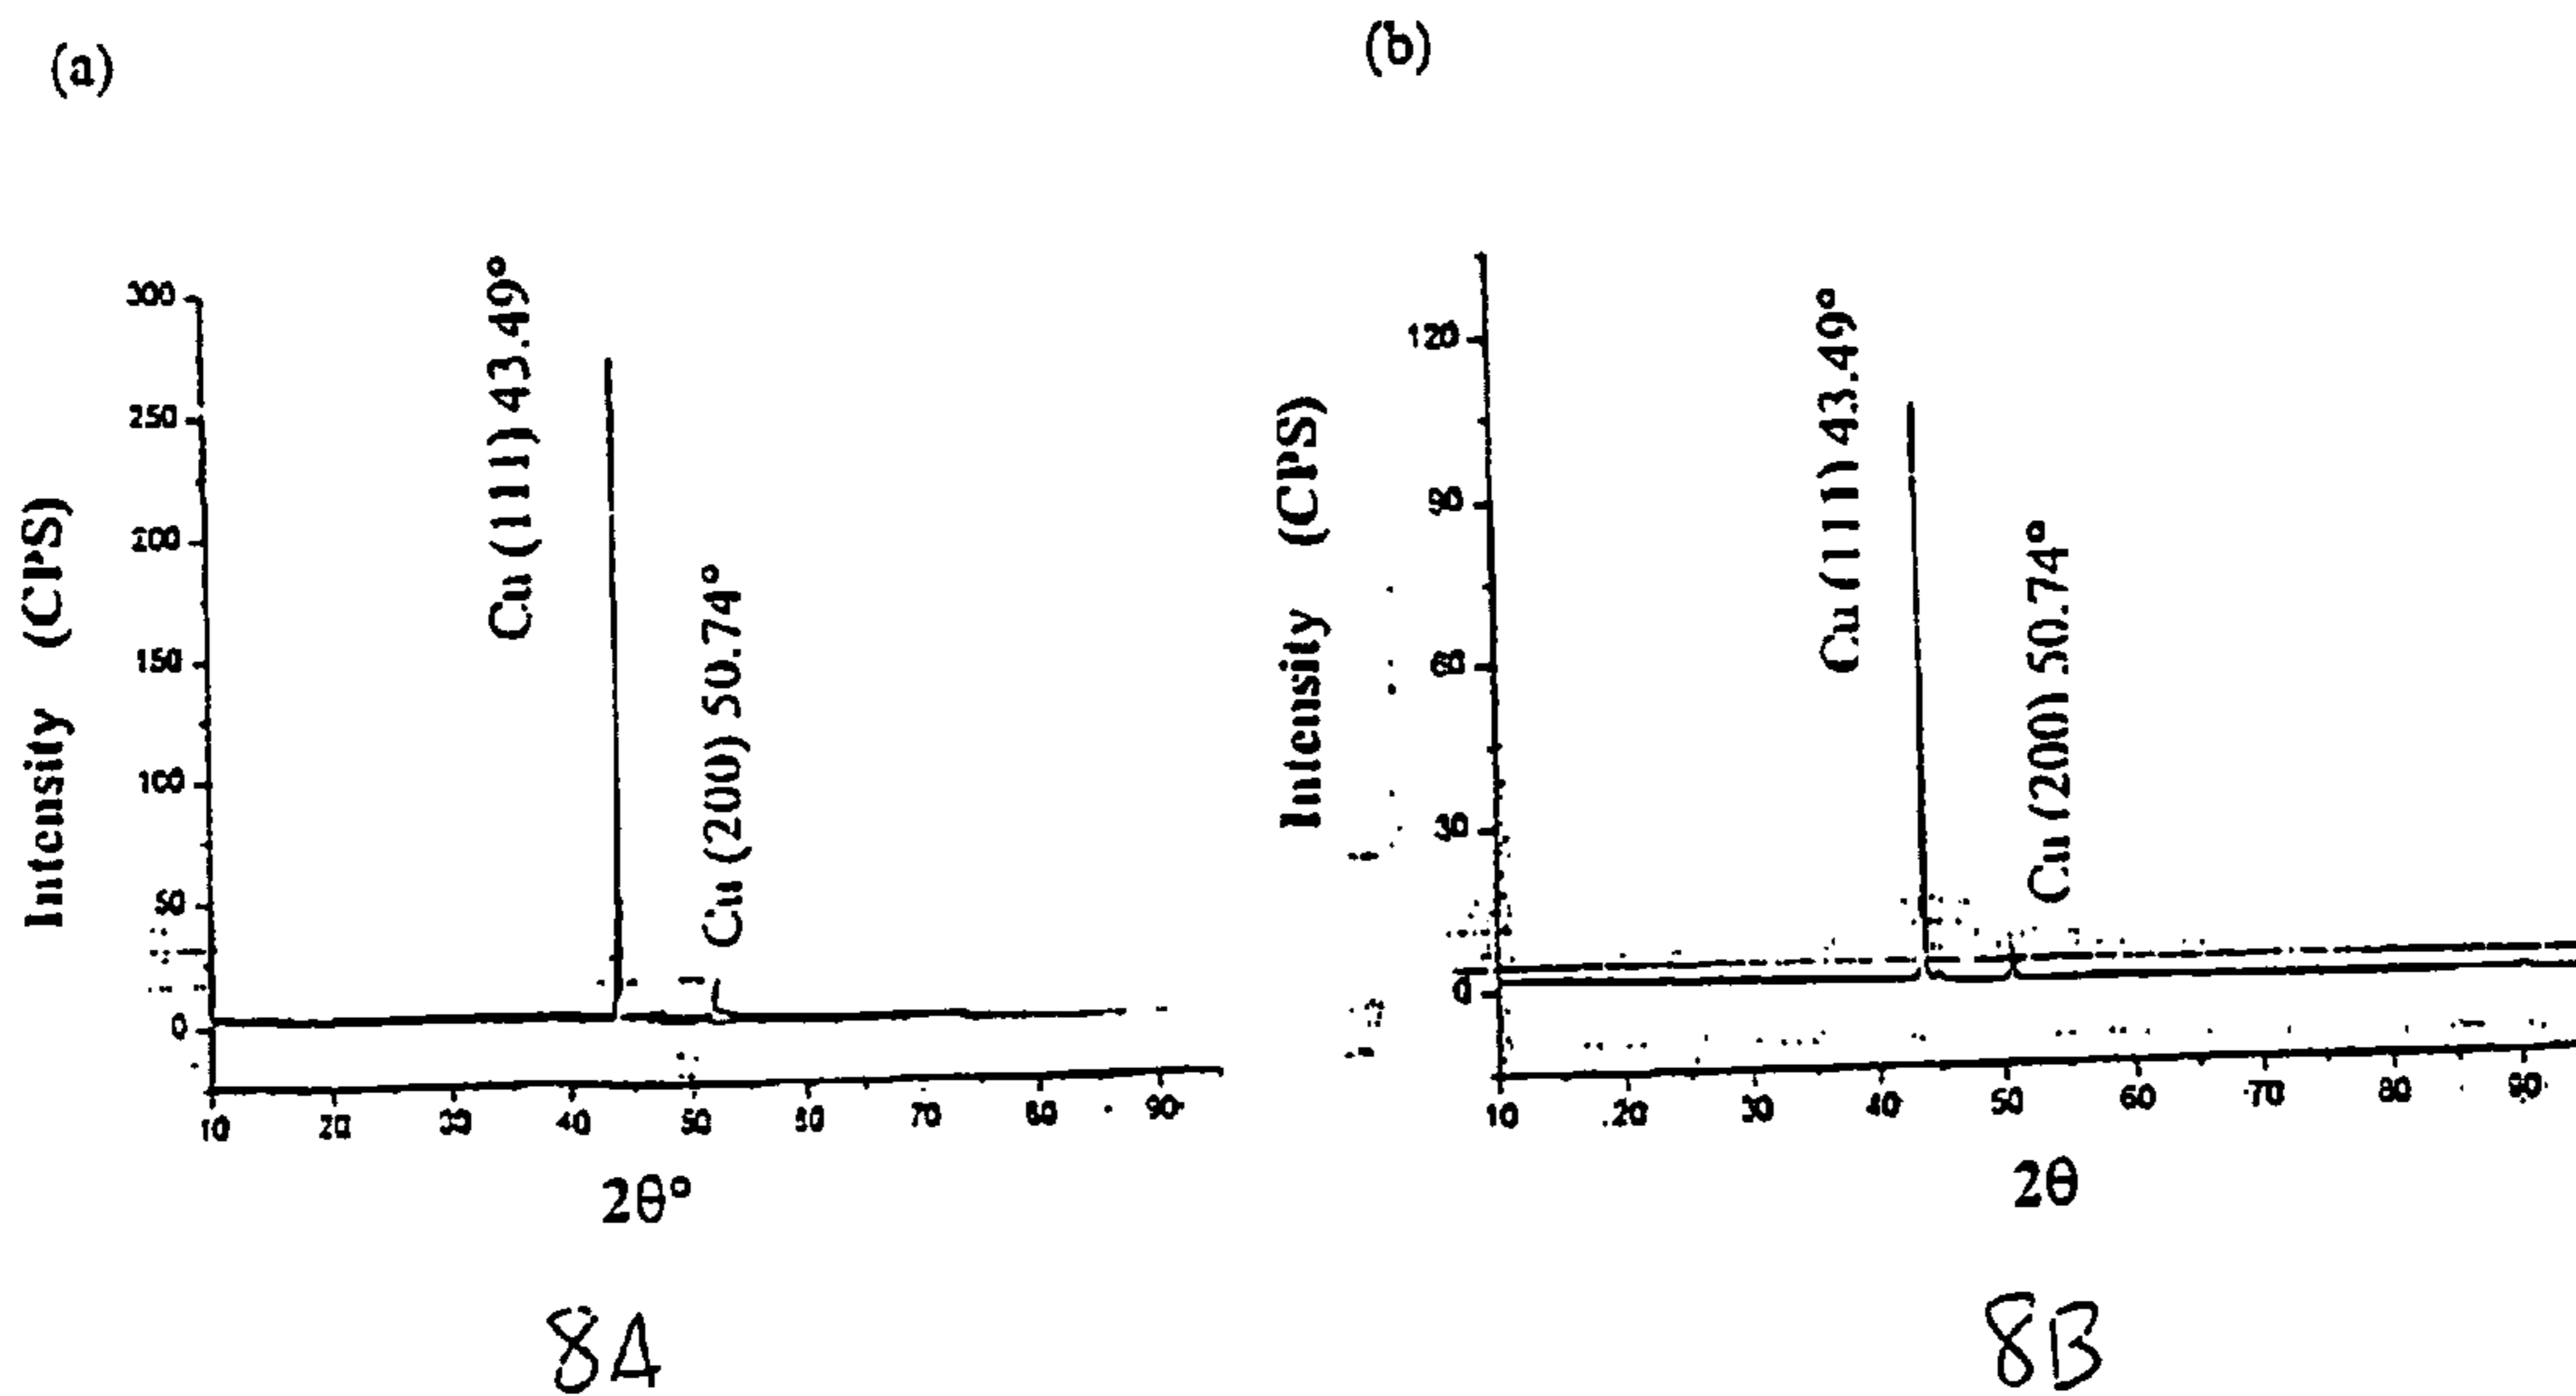 (a)
Intensity (CPS)
300
250
200
150
100
50
0
Cu (111) 43.49°
Cu (200) 50.74°
10 20 30 40 50 60 70 80 90
2θ°
8A
(b)
Intensity (CPS)
120
90
60
30
0
Cu (111) 43.49°
Cu (200) 50.74°
10 20 30 40 50 60 70 80 90
2θ
8B